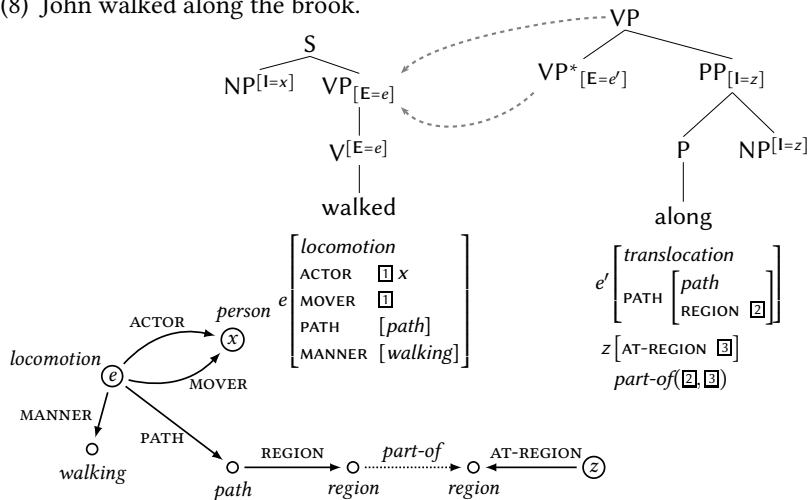 (8) John walked along the brook.
S
NP[I=x] VP[E=e]
V[E=e]
walked
e [locomotion
ACTOR 1 x
MOVER 1
PATH [path]
MANNER [walking]]
VP
VP*[E=e′] PP[I=z]
P NP[I=z]
along
e′ [translocation
PATH [path
REGION 2]]
z [AT-REGION 3]
part-of(2, 3)
person
ACTOR
x
locomotion
e
MOVER
MANNER
PATH
walking
REGION
part-of
AT-REGION
z
path
region
region